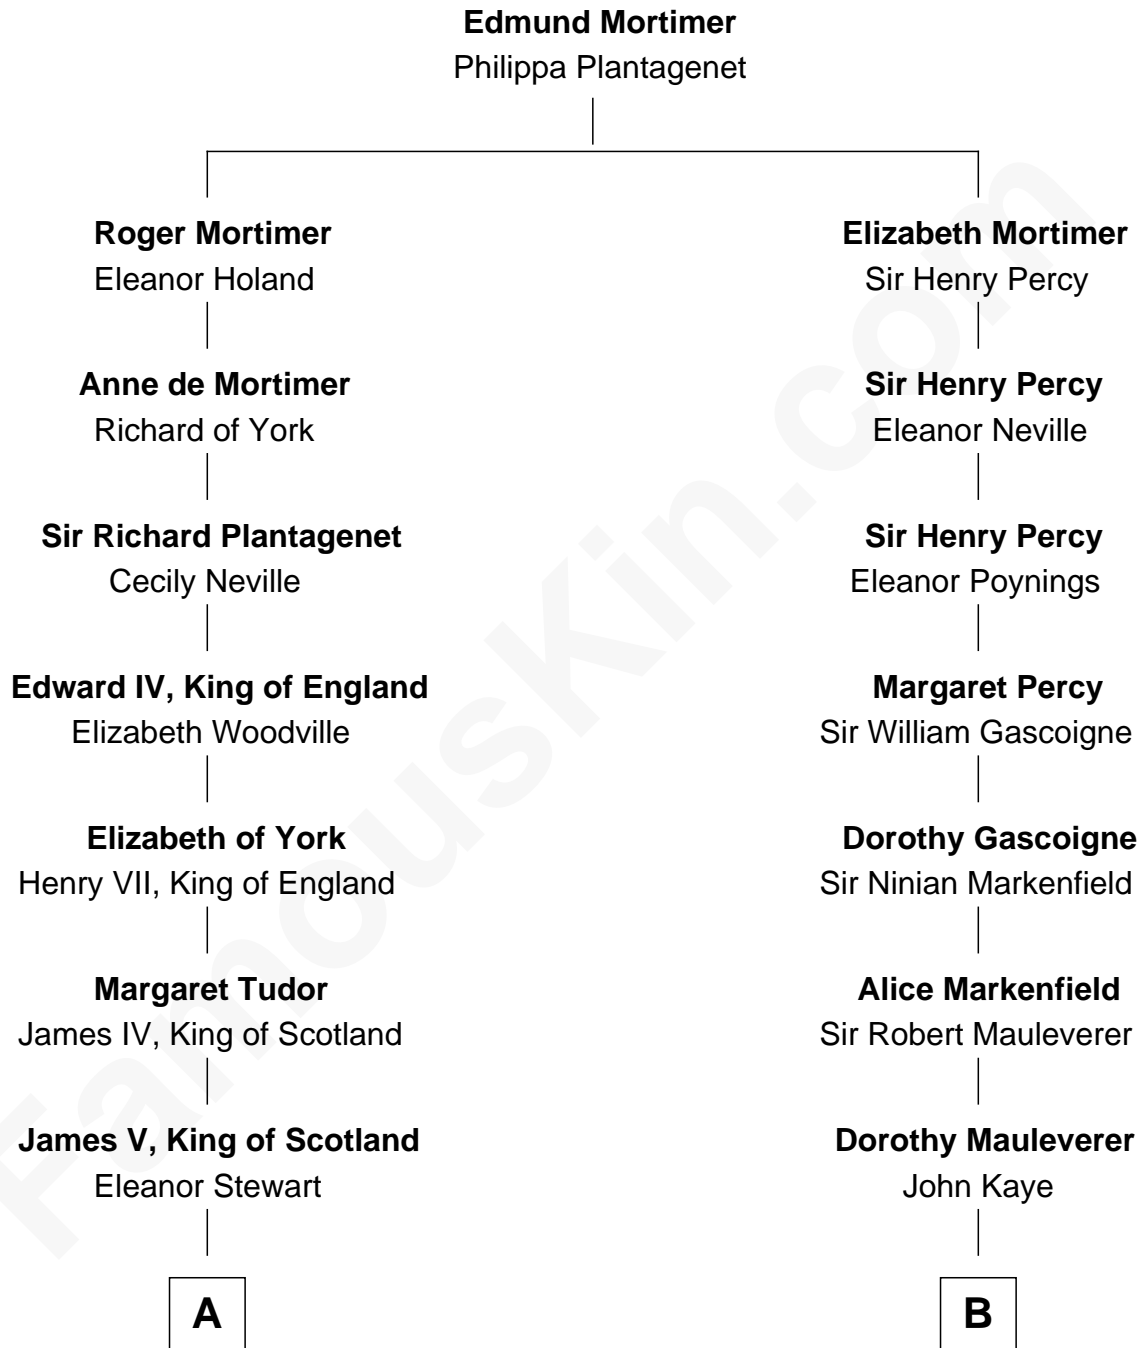 Edmund Mortimer
Philippa Plantagenet
Roger Mortimer
Eleanor Holand
Anne de Mortimer
Richard of York
Sir Richard Plantagenet
Cecily Neville
Edward IV, King of England
Elizabeth Woodville
Elizabeth of York
Henry VII, King of England
Margaret Tudor
James IV, King of Scotland
James V, King of Scotland
Eleanor Stewart
A
Elizabeth Mortimer
Sir Henry Percy
Sir Henry Percy
Eleanor Neville
Sir Henry Percy
Eleanor Poynings
Margaret Percy
Sir William Gascoigne
Dorothy Gascoigne
Sir Ninian Markenfield
Alice Markenfield
Sir Robert Mauleverer
Dorothy Mauleverer
John Kaye
B
FamousKin.com